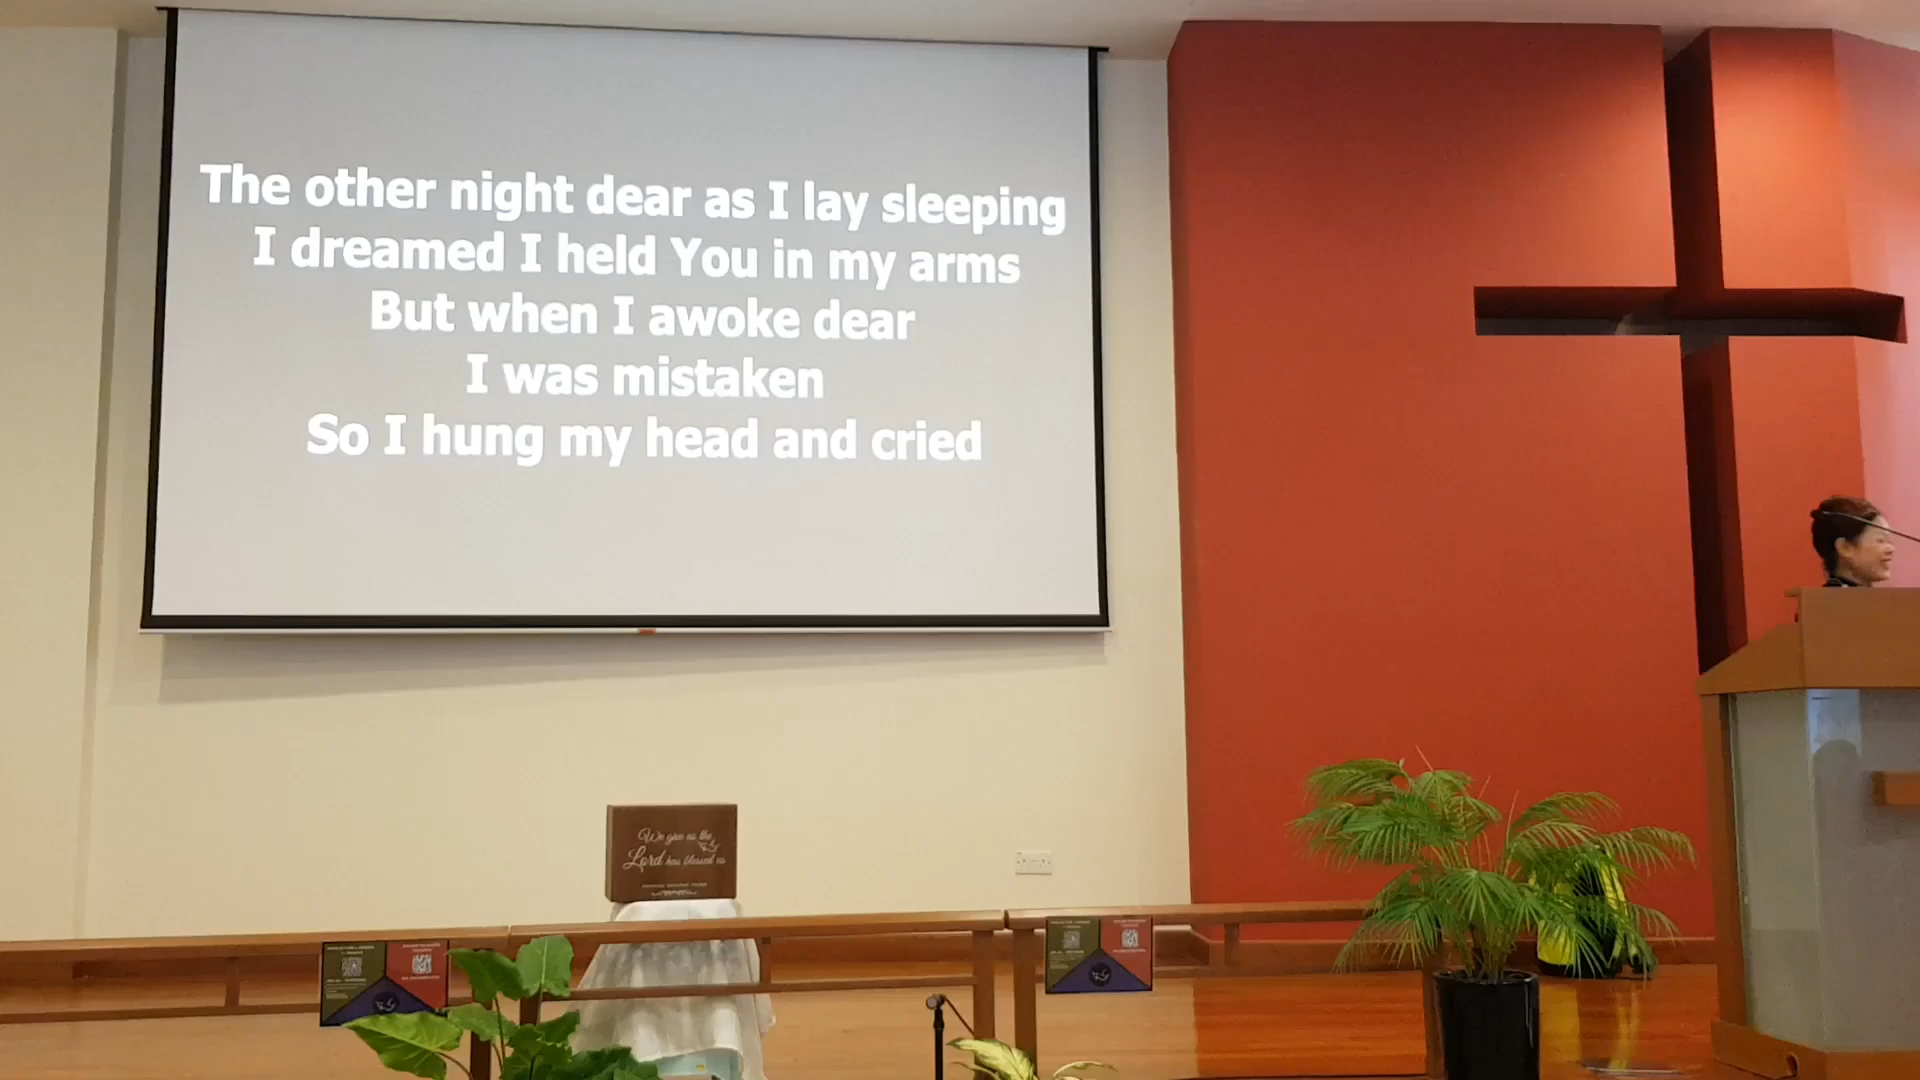 The other night dear as I lay sleeping
I dreamed I held You in my arms
But when I awoke dear
I was mistaken
So I hung my head and cried
We give as the
Lord has blessed us